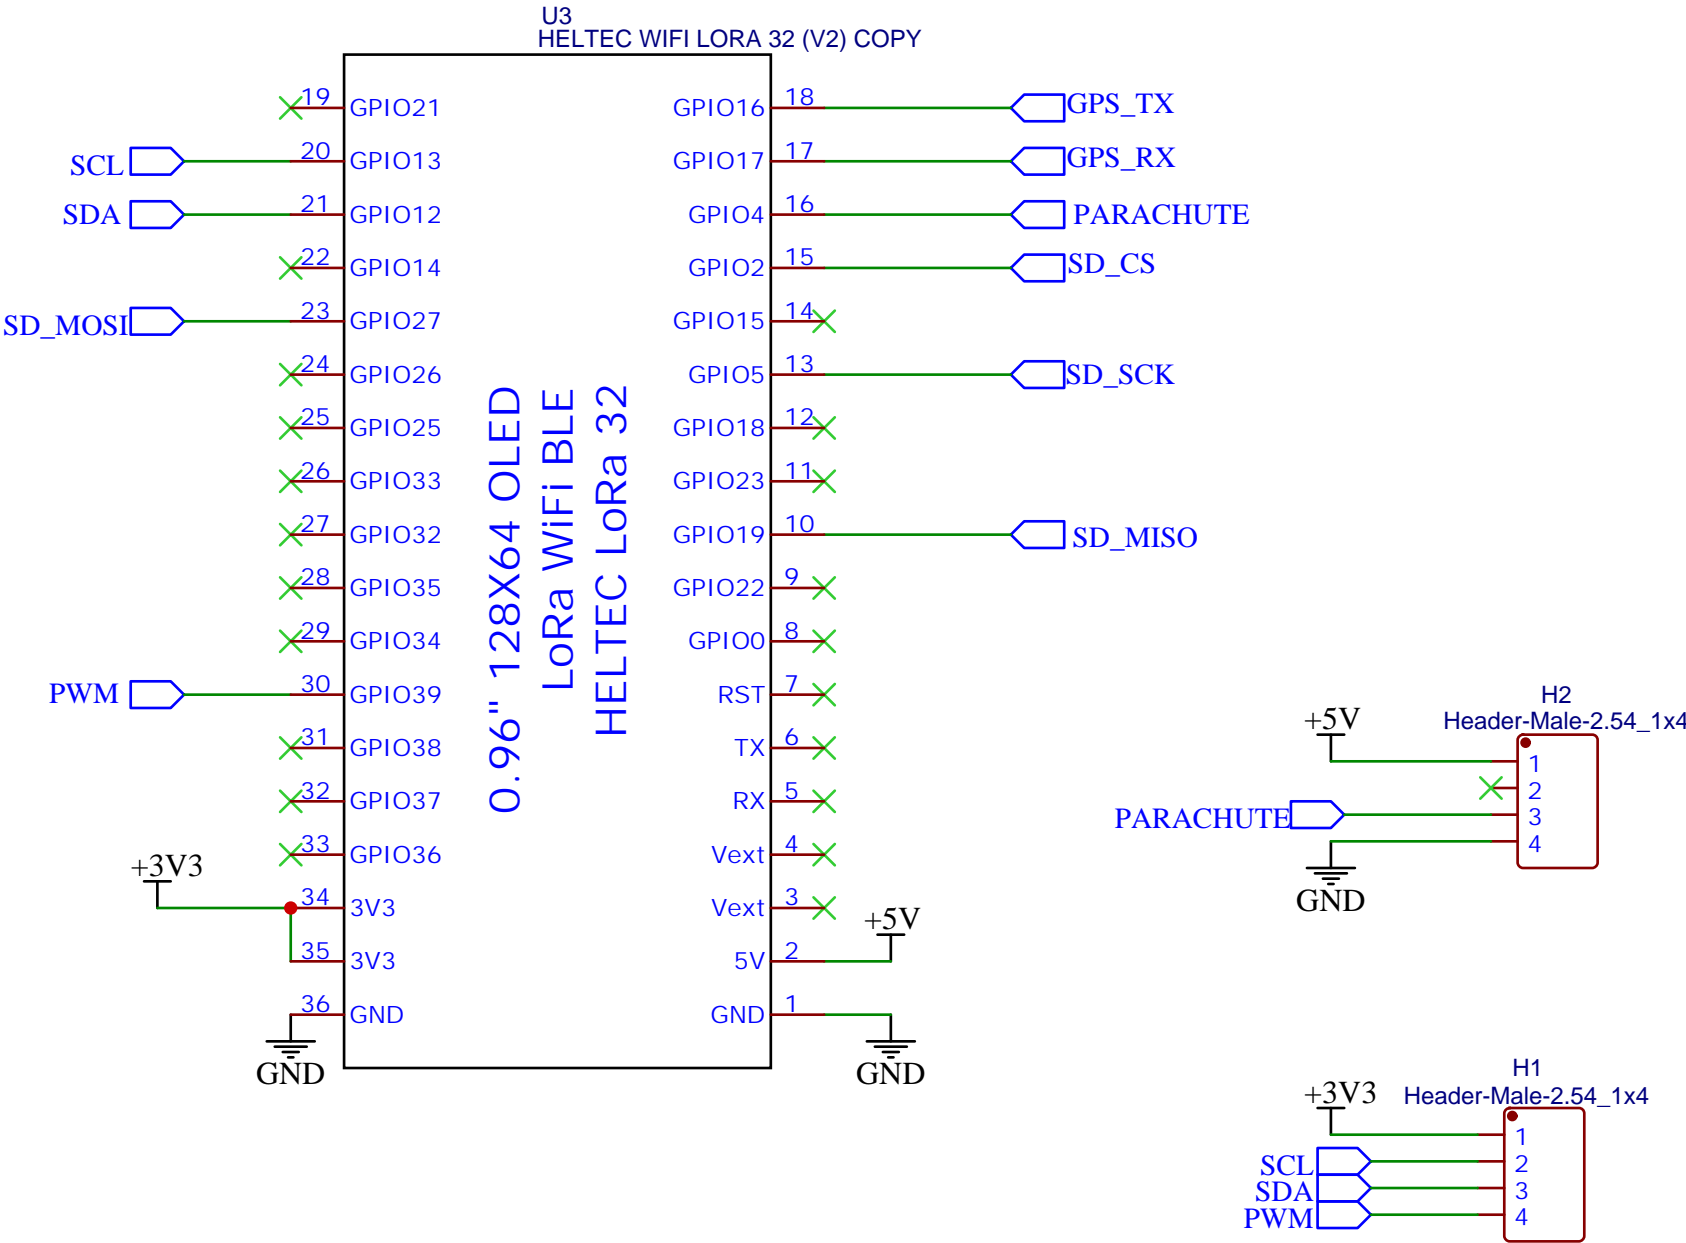 U3
HELTEC WIFI LORA 32 (V2) COPY
19 GPIO21 GPIO16 18 GPS_TX
SCL 20 GPIO13 GPIO17 17 GPS_RX
SDA 21 GPIO12 GPIO4 16 PARACHUTE
22 GPIO14 GPIO2 15 SD_CS
SD_MOSI 23 GPIO27 GPIO15 14
24 GPIO26 GPIO5 13 SD_SCK
25 GPIO25 GPIO18 12
26 GPIO33 GPIO23 11
27 GPIO32 GPIO19 10 SD_MISO
28 GPIO35 GPIO22 9
29 GPIO34 GPIO0 8
PWM 30 GPIO39 RST 7
31 GPIO38 TX 6
32 GPIO37 RX 5
33 GPIO36 Vext 4
+3V3
34 3V3 Vext 3
+5V
35 3V3 5V 2
36 GND GND 1
GND GND
0.96" 128X64 OLED
LoRa WiFi BLE
HELTEC LoRa 32
H2
Header-Male-2.54_1x4
+5V
1
2
PARACHUTE 3
4
GND
H1
Header-Male-2.54_1x4
+3V3
1
SCL 2
SDA 3
PWM 4